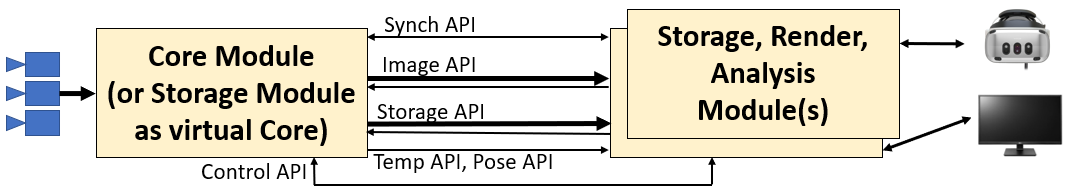 Synch API
Core Module
(or Storage Module
as virtual Core)
Image API
Storage API
Temp API, Pose API
Control API
Storage, Render,
Analysis
Module(s)